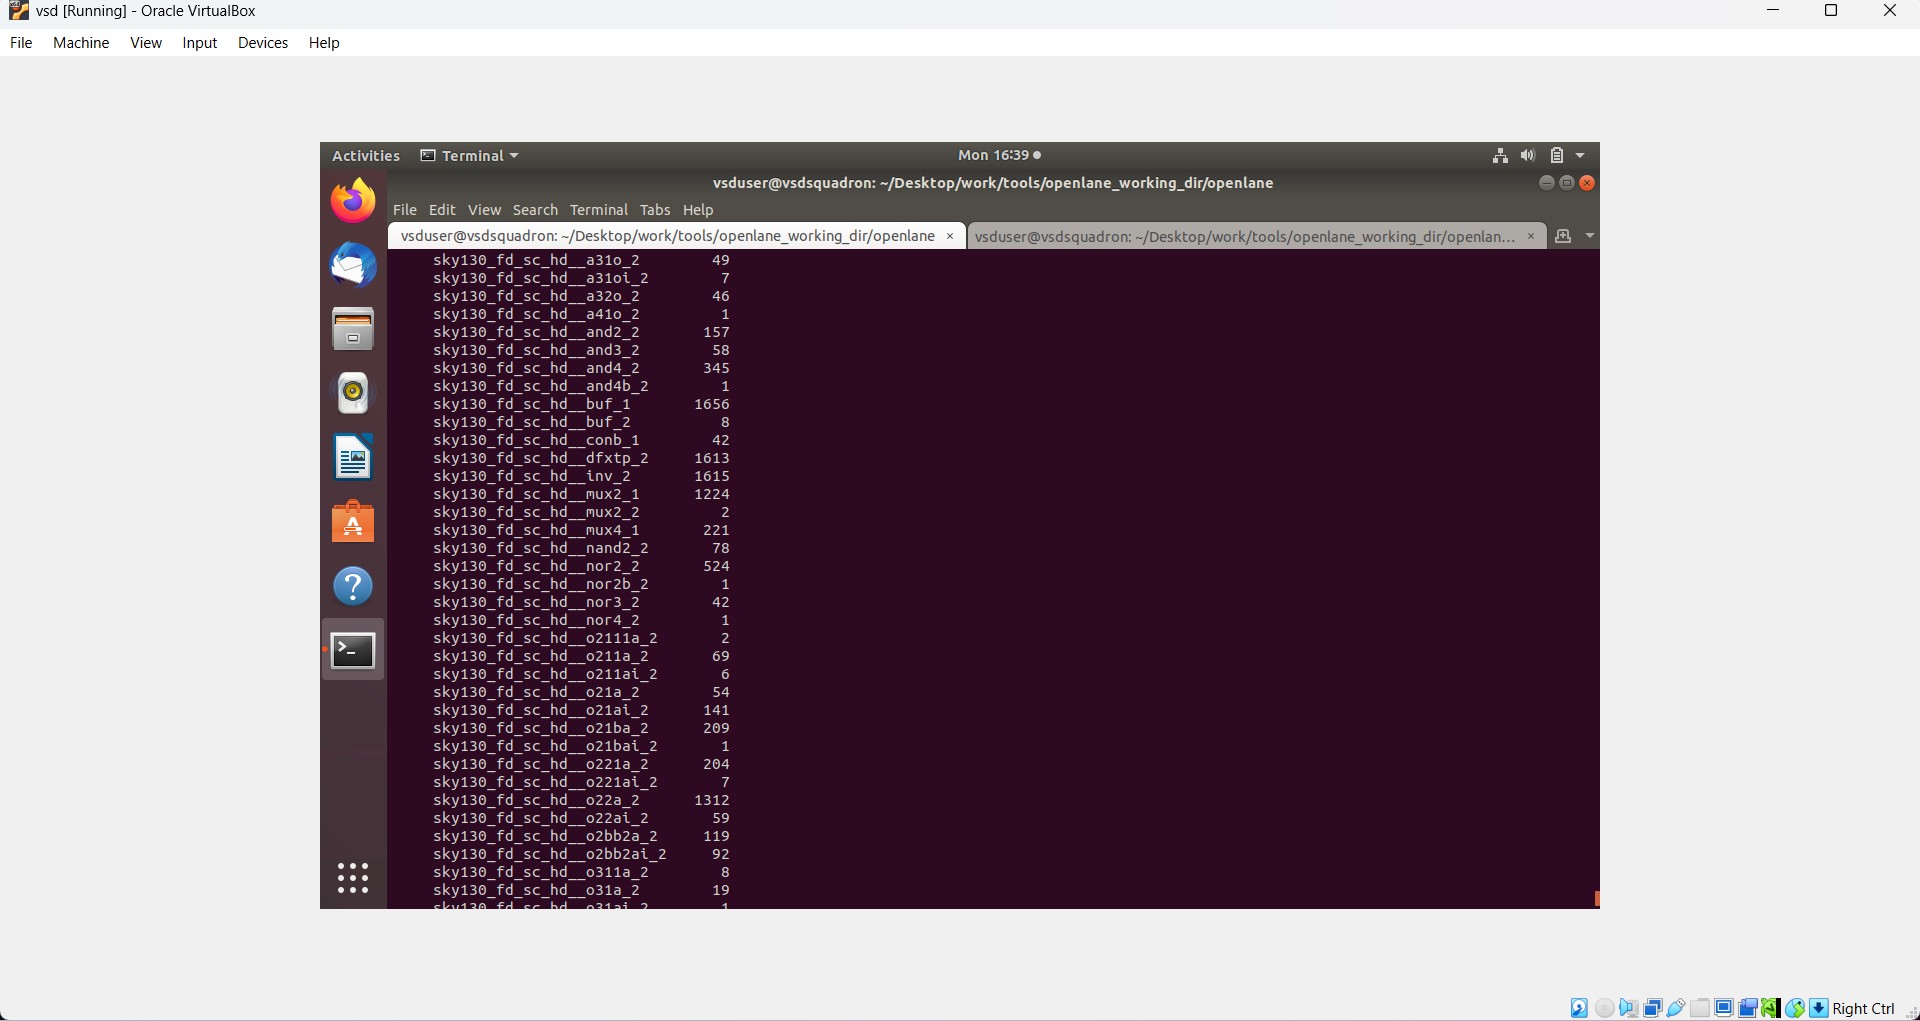 vsd [Running] - Oracle VirtualBox
File Machine View Input Devices Help
Activities Terminal Mon 16:39
vsduser@vsdsquadron: ~/Desktop/work/tools/openlane_working_dir/openlane
File Edit View Search Terminal Tabs Help
vsduser@vsdsquadron: ~/Desktop/work/tools/openlane_working_dir/openlane × vsduser@vsdsquadron: ~/Desktop/work/tools/openlane_working_dir/openlan... ×
sky130_fd_sc_hd__a31o_2 49
sky130_fd_sc_hd__a31oi_2 7
sky130_fd_sc_hd__a32o_2 46
sky130_fd_sc_hd__a41o_2 1
sky130_fd_sc_hd__and2_2 157
sky130_fd_sc_hd__and3_2 58
sky130_fd_sc_hd__and4_2 345
sky130_fd_sc_hd__and4b_2 1
sky130_fd_sc_hd__buf_1 1656
sky130_fd_sc_hd__buf_2 8
sky130_fd_sc_hd__conb_1 42
sky130_fd_sc_hd__dfxtp_2 1613
sky130_fd_sc_hd__inv_2 1615
sky130_fd_sc_hd__mux2_1 1224
sky130_fd_sc_hd__mux2_2 2
sky130_fd_sc_hd__mux4_1 221
sky130_fd_sc_hd__nand2_2 78
sky130_fd_sc_hd__nor2_2 524
sky130_fd_sc_hd__nor2b_2 1
sky130_fd_sc_hd__nor3_2 42
sky130_fd_sc_hd__nor4_2 1
sky130_fd_sc_hd__o2111a_2 2
sky130_fd_sc_hd__o211a_2 69
sky130_fd_sc_hd__o211ai_2 6
sky130_fd_sc_hd__o21a_2 54
sky130_fd_sc_hd__o21ai_2 141
sky130_fd_sc_hd__o21ba_2 209
sky130_fd_sc_hd__o21bai_2 1
sky130_fd_sc_hd__o221a_2 204
sky130_fd_sc_hd__o221ai_2 7
sky130_fd_sc_hd__o22a_2 1312
sky130_fd_sc_hd__o22ai_2 59
sky130_fd_sc_hd__o2bb2a_2 119
sky130_fd_sc_hd__o2bb2ai_2 92
sky130_fd_sc_hd__o311a_2 8
sky130_fd_sc_hd__o31a_2 19
sky130_fd_sc_hd__o31ai_2 1
Right Ctrl